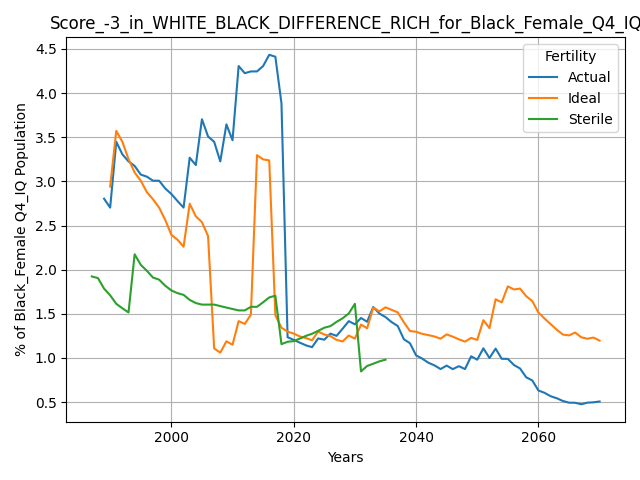 Score_-3_in_WHITE_BLACK_DIFFERENCE_RICH_for_Black_Female_Q4_IQ
Fertility
Actual
Ideal
Sterile
% of Black_Female Q4_IQ Population
4.5
4.0
3.5
3.0
2.5
2.0
1.5
1.0
0.5
2000 2020 2040 2060
Years